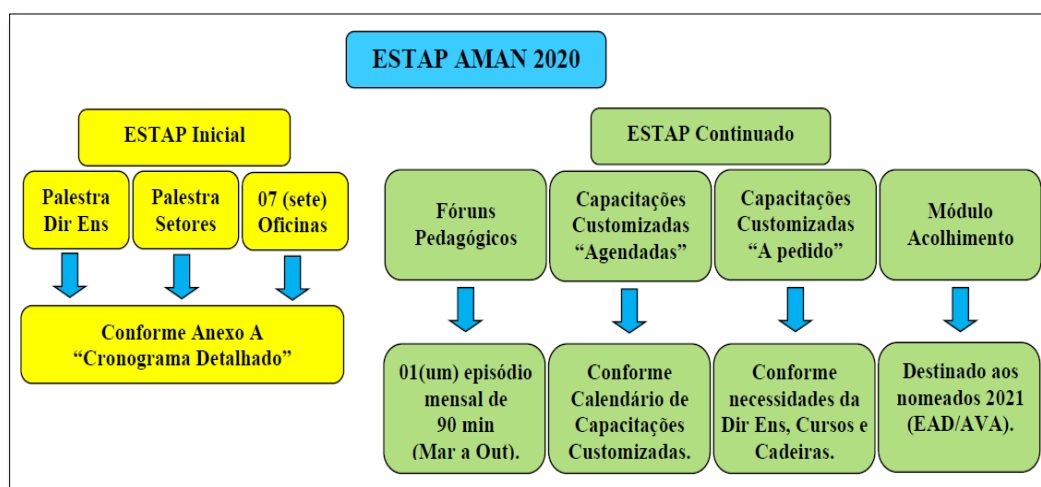 ESTAP AMAN 2020
ESTAP Inicial
Palestra
Dir Ens
Palestra
Setores
07 (sete)
Oficinas
Conforme Anexo A
“Cronograma Detalhado”
ESTAP Continuado
Fóruns
Pedagógicos
Capacitações
Customizadas
“Agendadas”
Capacitações
Customizadas
“A pedido”
Módulo
Acolhimento
01(um) episódio
mensal de
90 min
(Mar a Out).
Conforme
Calendário de
Capacitações
Customizadas.
Conforme
necessidades da
Dir Ens, Cursos e
Cadeiras.
Destinado aos
nomeados 2021
(EAD/AVA).